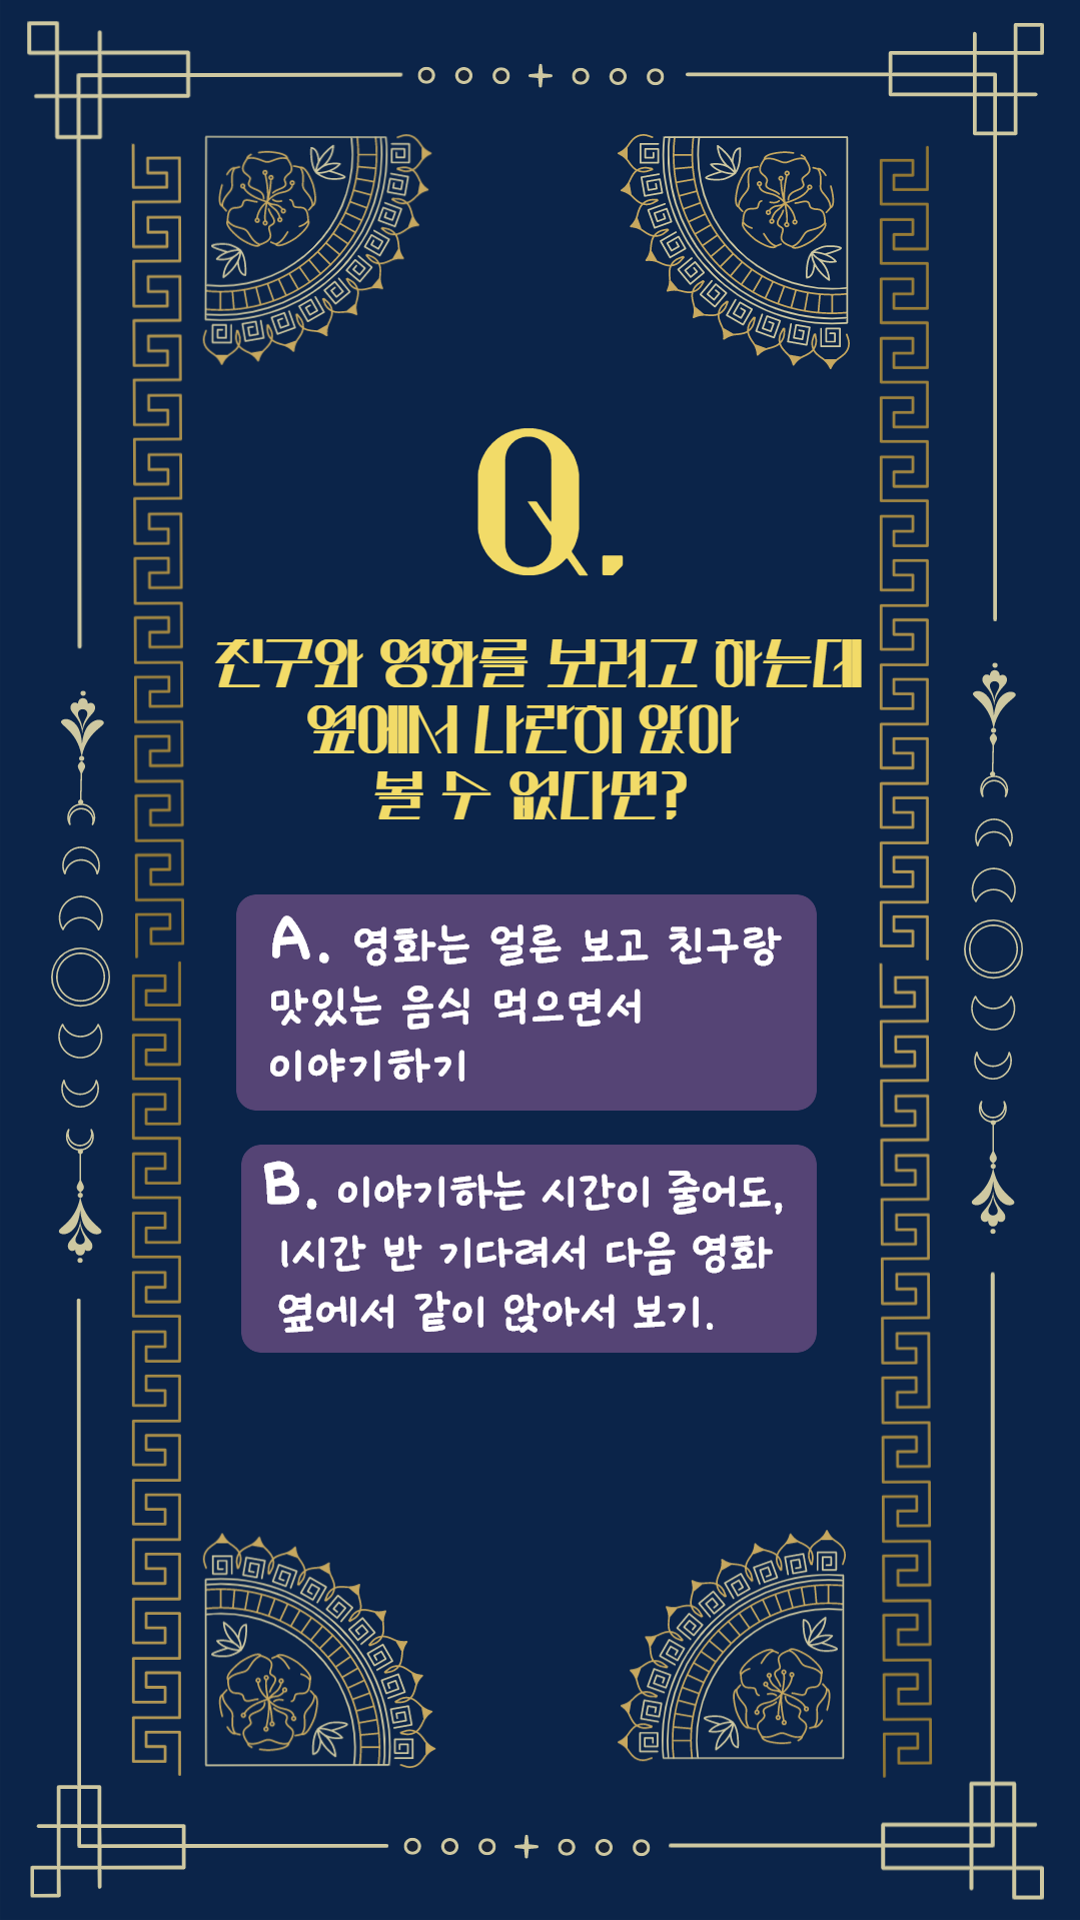 Q.
친구와 영화를 보려고 하는데
옆에서 나란히 앉아
볼 수 없다면?
A. 영화는 얼른 보고 친구랑
맛있는 음식 먹으면서
이야기하기
B. 이야기하는 시간이 줄어도,
1시간 반 기다려서 다음 영화
옆에서 같이 앉아서 보기.